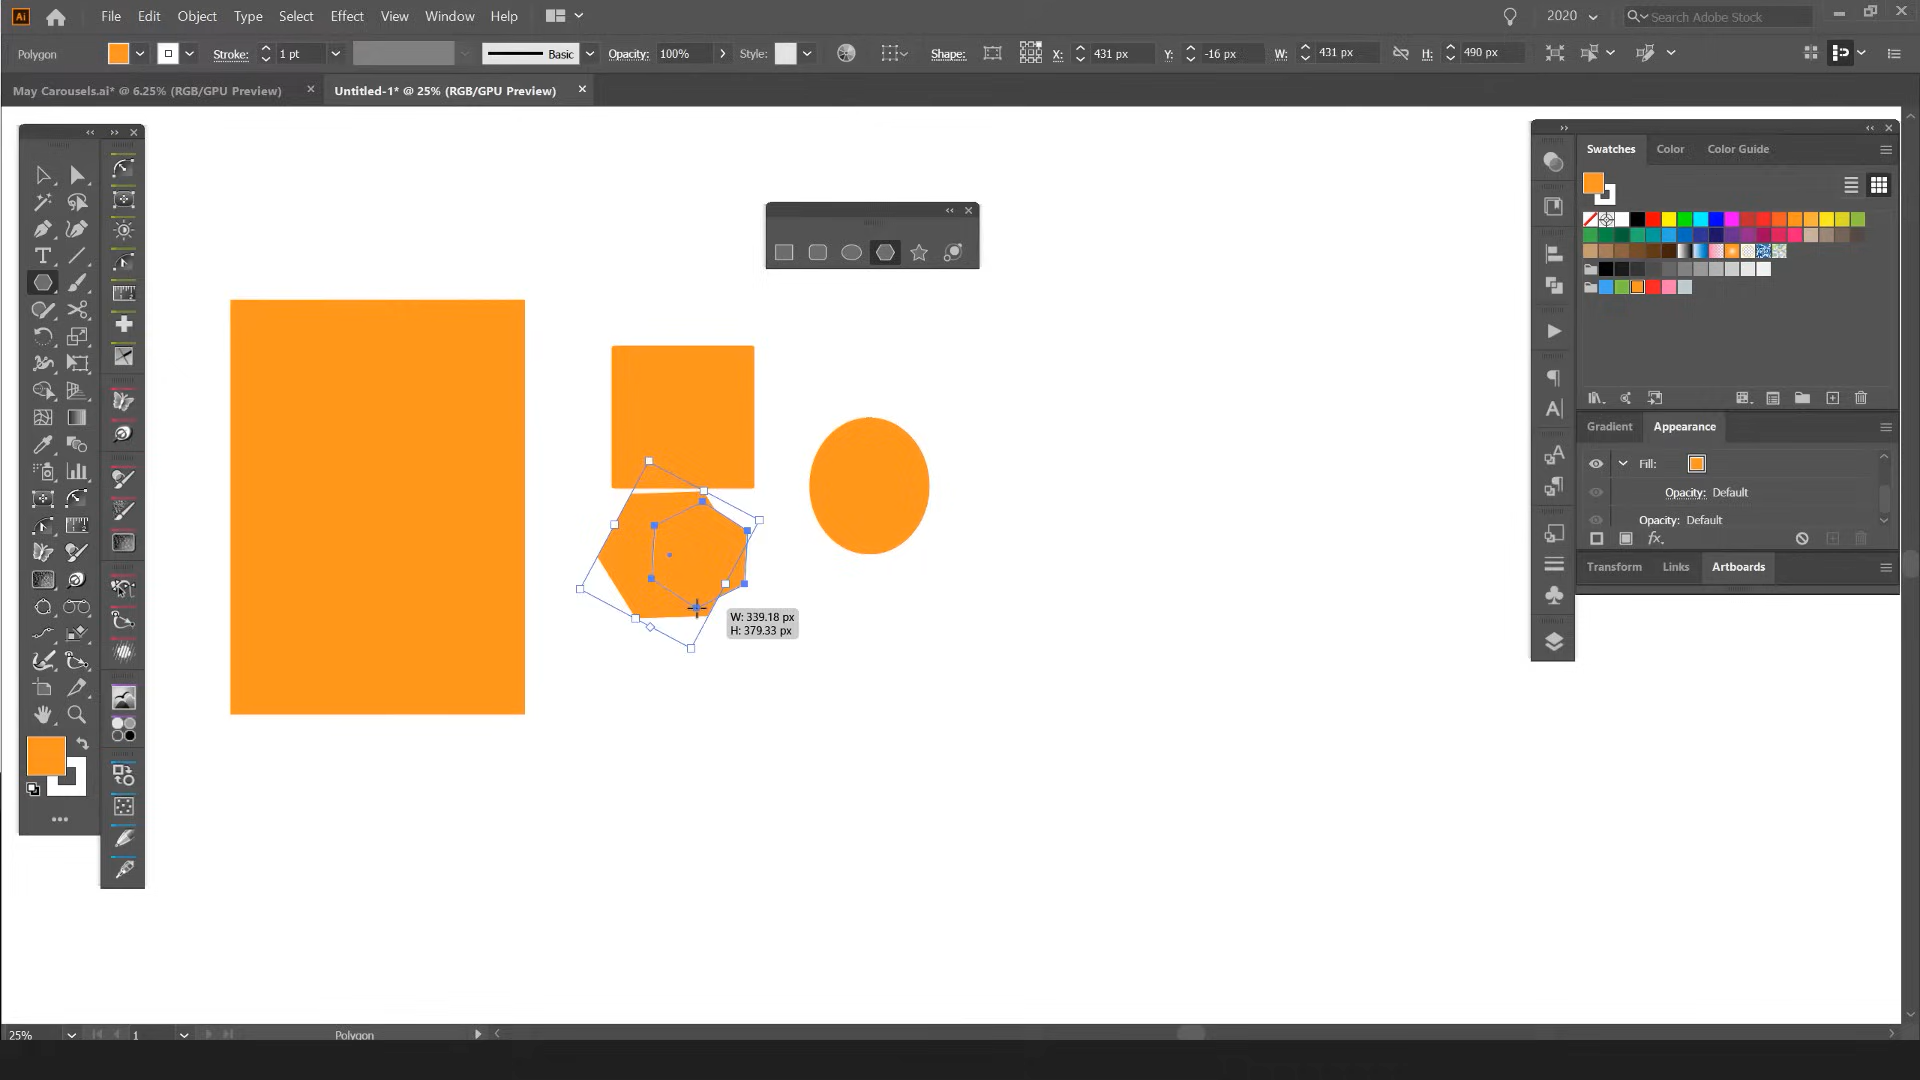 Ai File Edit Object Type Select Effect View Window Help 2020 Search Adobe Stock
Polygon Stroke: 1 pt Basic Opacity: 100% Style: Shape: X: 431 px Y: -16 px W: 431 px H: 490 px
May Carousels.ai* @ 6.25% (RGB/GPU Preview) Untitled-1* @ 25% (RGB/GPU Preview)
Swatches Color Color Guide
Gradient Appearance
Fill:
Opacity: Default
Opacity: Default
fx
Transform Links Artboards
W: 339.18 px
H: 379.33 px
25% 1 Polygon